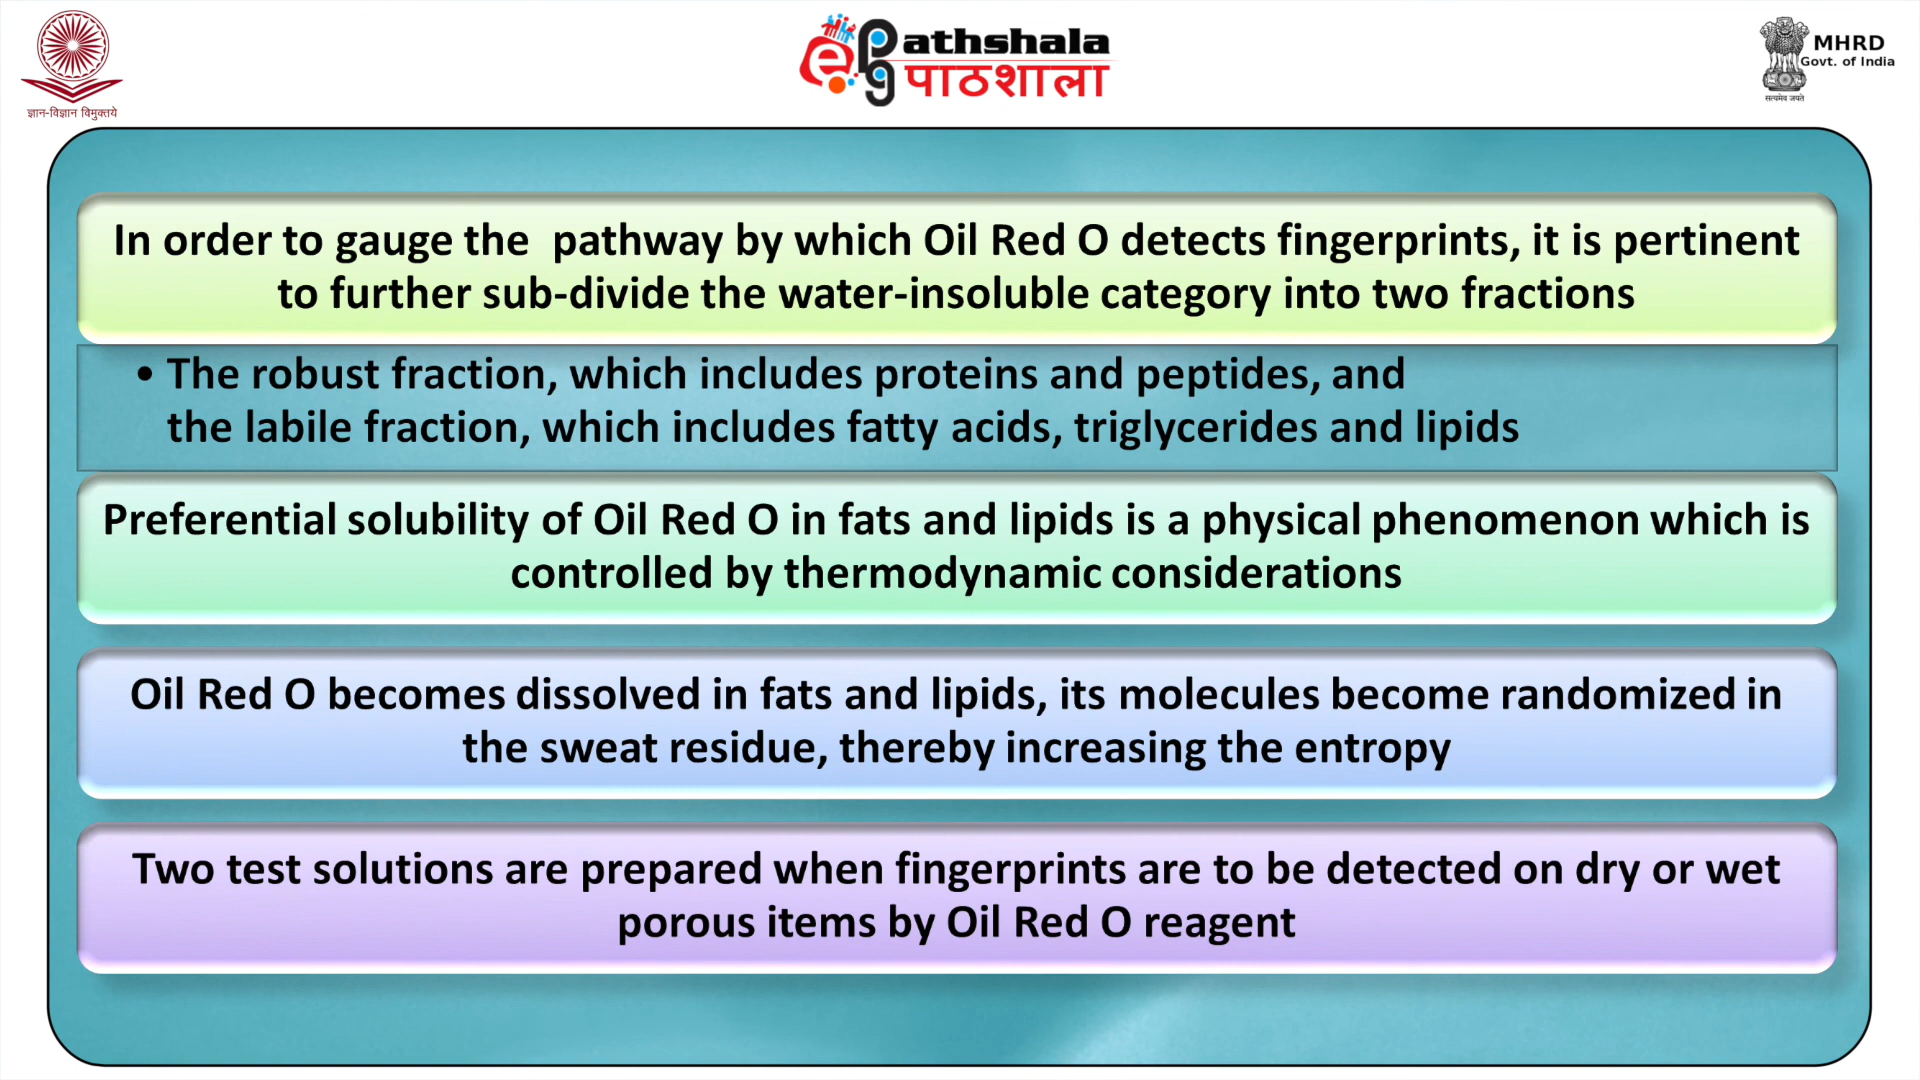 ज्ञान-विज्ञान विमुक्तये
ePG Pathshala
पाठशाला
MHRD
Govt. of India
सत्यमेव जयते
In order to gauge the pathway by which Oil Red O detects fingerprints, it is pertinent
to further sub-divide the water-insoluble category into two fractions
• The robust fraction, which includes proteins and peptides, and
the labile fraction, which includes fatty acids, triglycerides and lipids
Preferential solubility of Oil Red O in fats and lipids is a physical phenomenon which is
controlled by thermodynamic considerations
Oil Red O becomes dissolved in fats and lipids, its molecules become randomized in
the sweat residue, thereby increasing the entropy
Two test solutions are prepared when fingerprints are to be detected on dry or wet
porous items by Oil Red O reagent